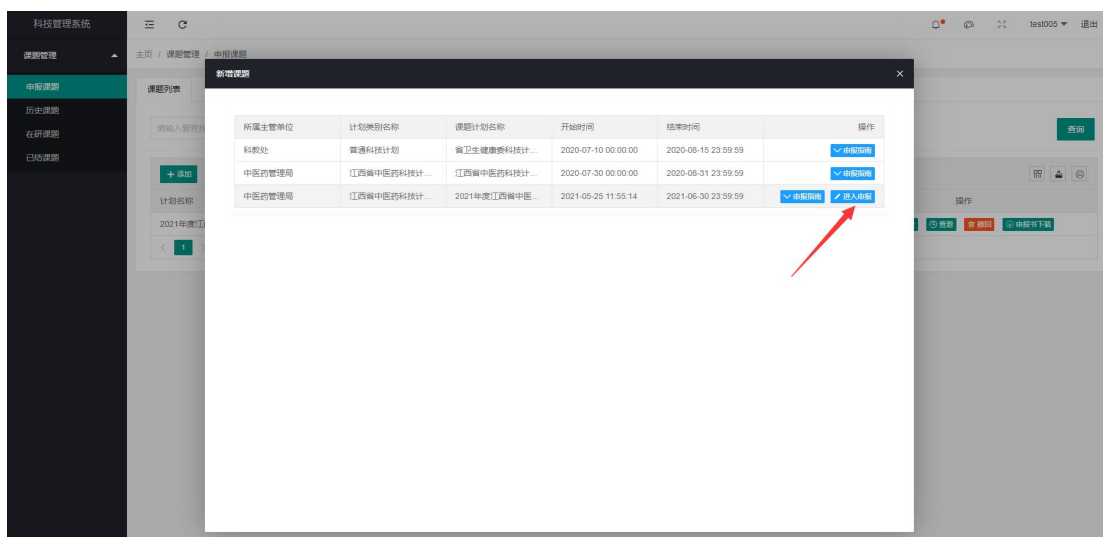 科技管理系统
test005
退出
课题管理
主页 / 课题管理 / 申报课题
新增课题
申报课题
历史课题
在研课题
已结课题
课题列表
请输入要查找
查询
所属主管单位 计划类别名称 课题计划名称 开始时间 结束时间 操作
科教处 普通科技计划 省卫生健康委科技计... 2020-07-10 00:00:00 2020-08-15 23:59:59 申报指南
中医药管理局 江西省中医药科技计... 江西省中医药科技计... 2020-07-30 00:00:00 2020-08-31 23:59:59 申报指南
中医药管理局 江西省中医药科技计... 2021年度江西省中医... 2021-05-25 11:55:14 2021-06-30 23:59:59 申报指南 进入申报
添加
计划名称
操作
2021年度江
查看 撤回 申报书下载
1